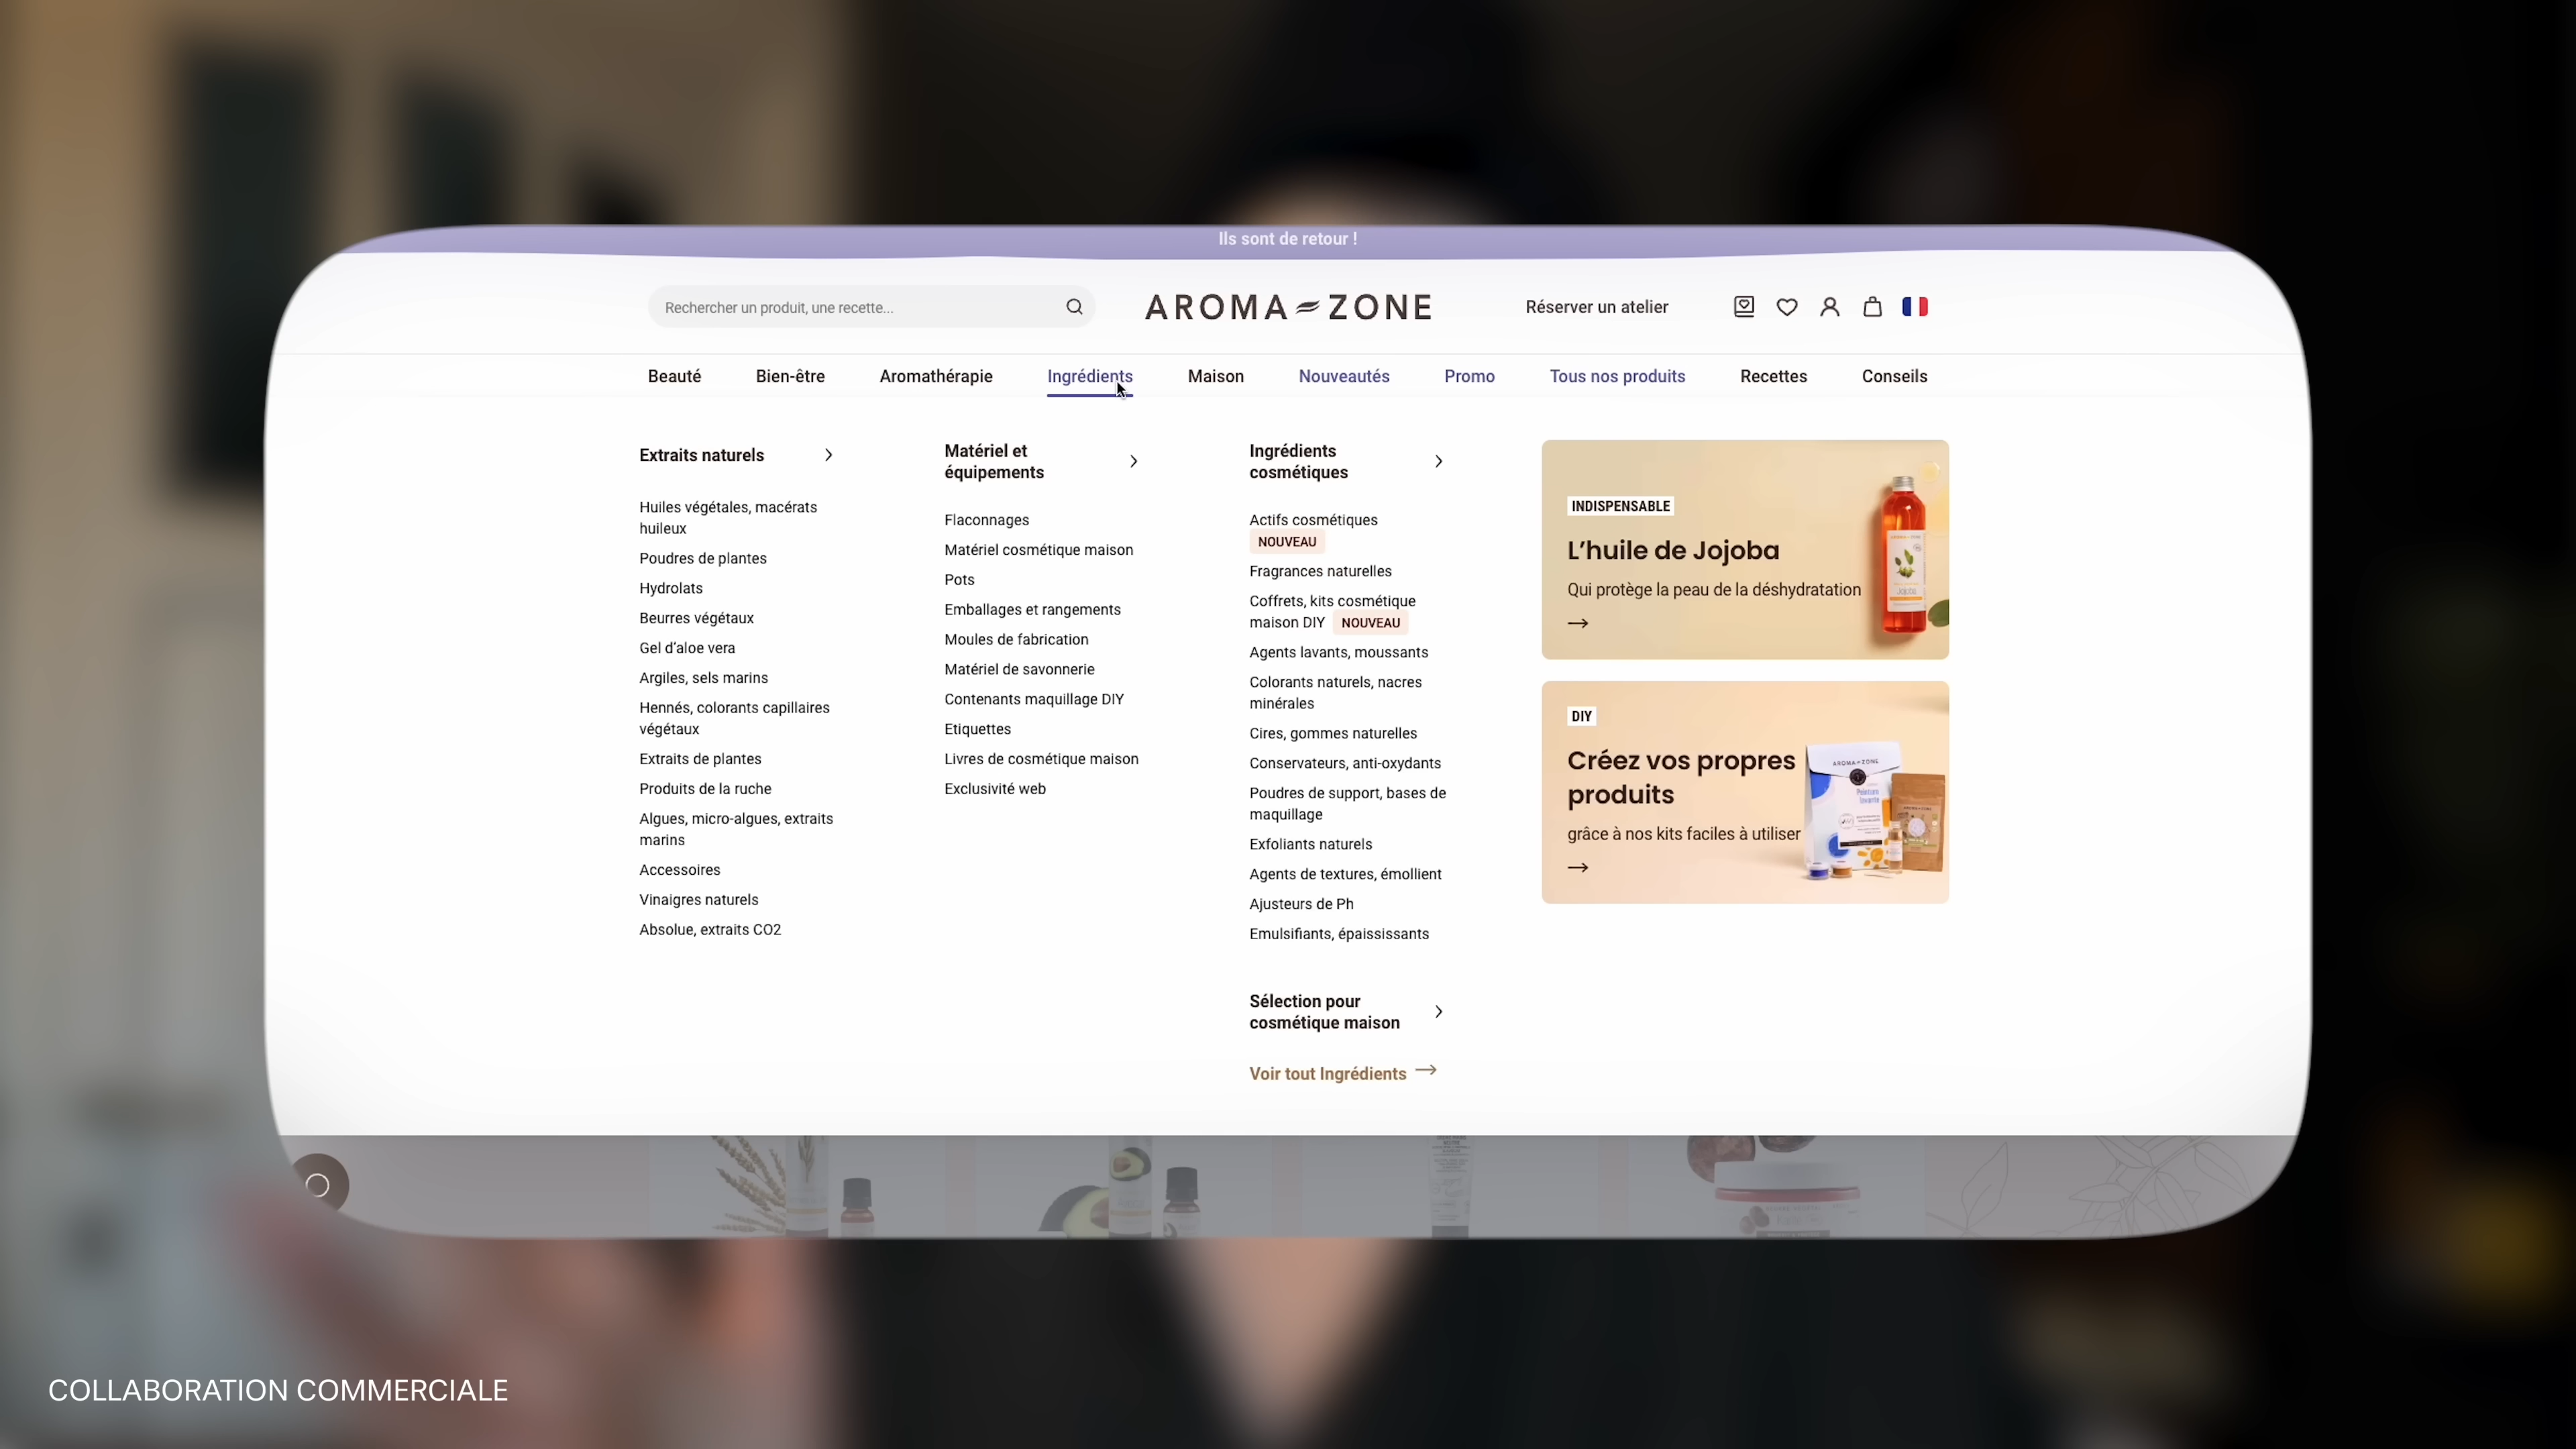 Ils sont de retour !
Rechercher un produit, une recette...
AROMA ZONE
Réserver un atelier
Beauté
Bien-être
Aromathérapie
Ingrédients
Maison
Nouveautés
Promo
Tous nos produits
Recettes
Conseils
Extraits naturels
Huiles végétales, macérats
huileux
Poudres de plantes
Hydrolats
Beurres végétaux
Gel d'aloe vera
Argiles, sels marins
Hennés, colorants capillaires
végétaux
Extraits de plantes
Produits de la ruche
Algues, micro-algues, extraits
marins
Accessoires
Vinaigres naturels
Absolue, extraits CO2
Matériel et
équipements
Flaconnages
Matériel cosmétique maison
Pots
Emballages et rangements
Moules de fabrication
Matériel de savonnerie
Contenants maquillage DIY
Etiquettes
Livres de cosmétique maison
Exclusivité web
Ingrédients
cosmétiques
Actifs cosmétiques
NOUVEAU
Fragrances naturelles
Coffrets, kits cosmétique
maison DIY NOUVEAU
Agents lavants, moussants
Colorants naturels, nacres
minérales
Cires, gommes naturelles
Conservateurs, anti-oxydants
Poudres de support, bases de
maquillage
Exfoliants naturels
Agents de textures, émollient
Ajusteurs de Ph
Emulsifiants, épaississants
Sélection pour
cosmétique maison
Voir tout Ingrédients
INDISPENSABLE
L'huile de Jojoba
Qui protège la peau de la déshydratation
Jojoba
DIY
Créez vos propres
produits
grâce à nos kits faciles à utiliser
AROMA ZONE
Peinture
COLLABORATION COMMERCIALE